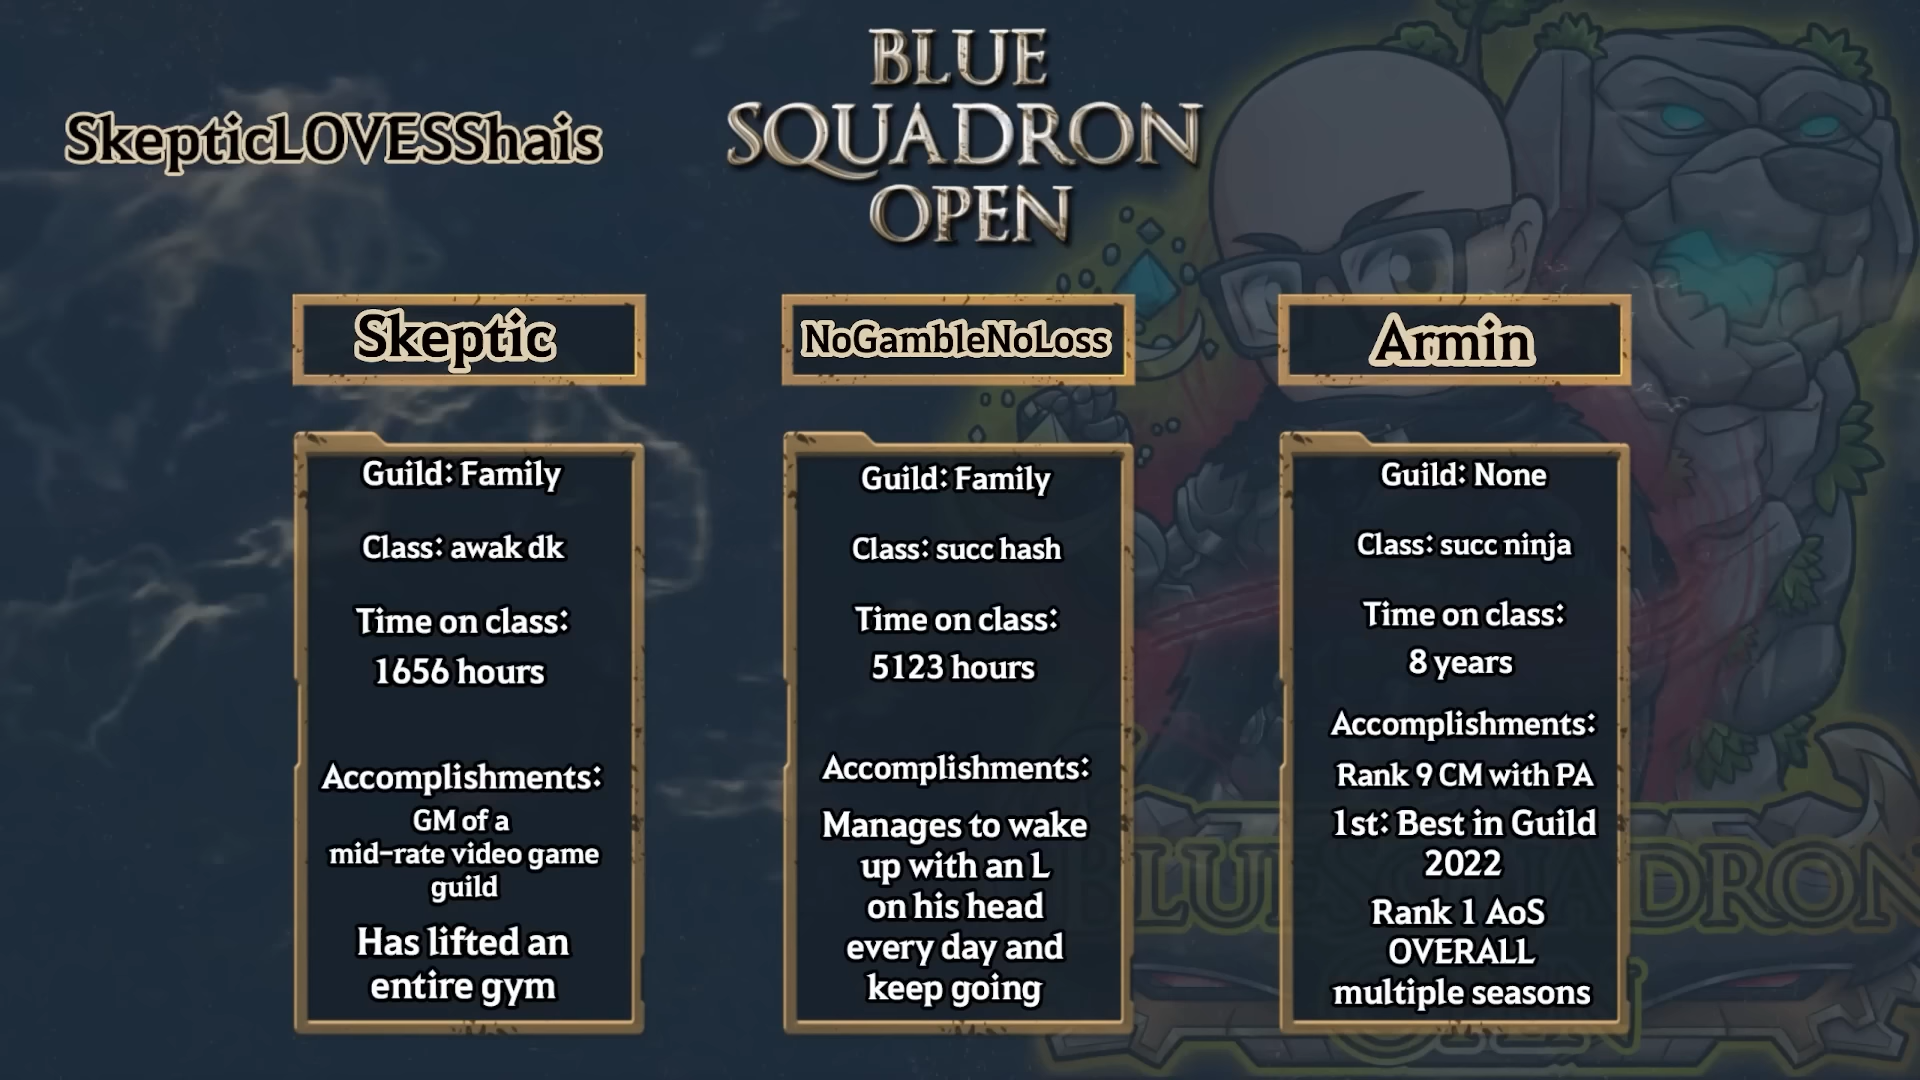 BLUE
SQUADRON
OPEN
SkepticLOVESShais
Skeptic
Guild: Family
Class: awak dk
Time on class:
1656 hours
Accomplishments:
GM of a
mid-rate video game
guild
Has lifted an
entire gym
NoGambleNoLoss
Guild: Family
Class: succ hash
Time on class:
5123 hours
Accomplishments:
Manages to wake
up with an L
on his head
every day and
keep going
Armin
Guild: None
Class: succ ninja
Time on class:
8 years
Accomplishments:
Rank 9 CM with PA
1st: Best in Guild
2022
Rank 1 AoS
OVERALL
multiple seasons
BLUESQUADRON
OPEN